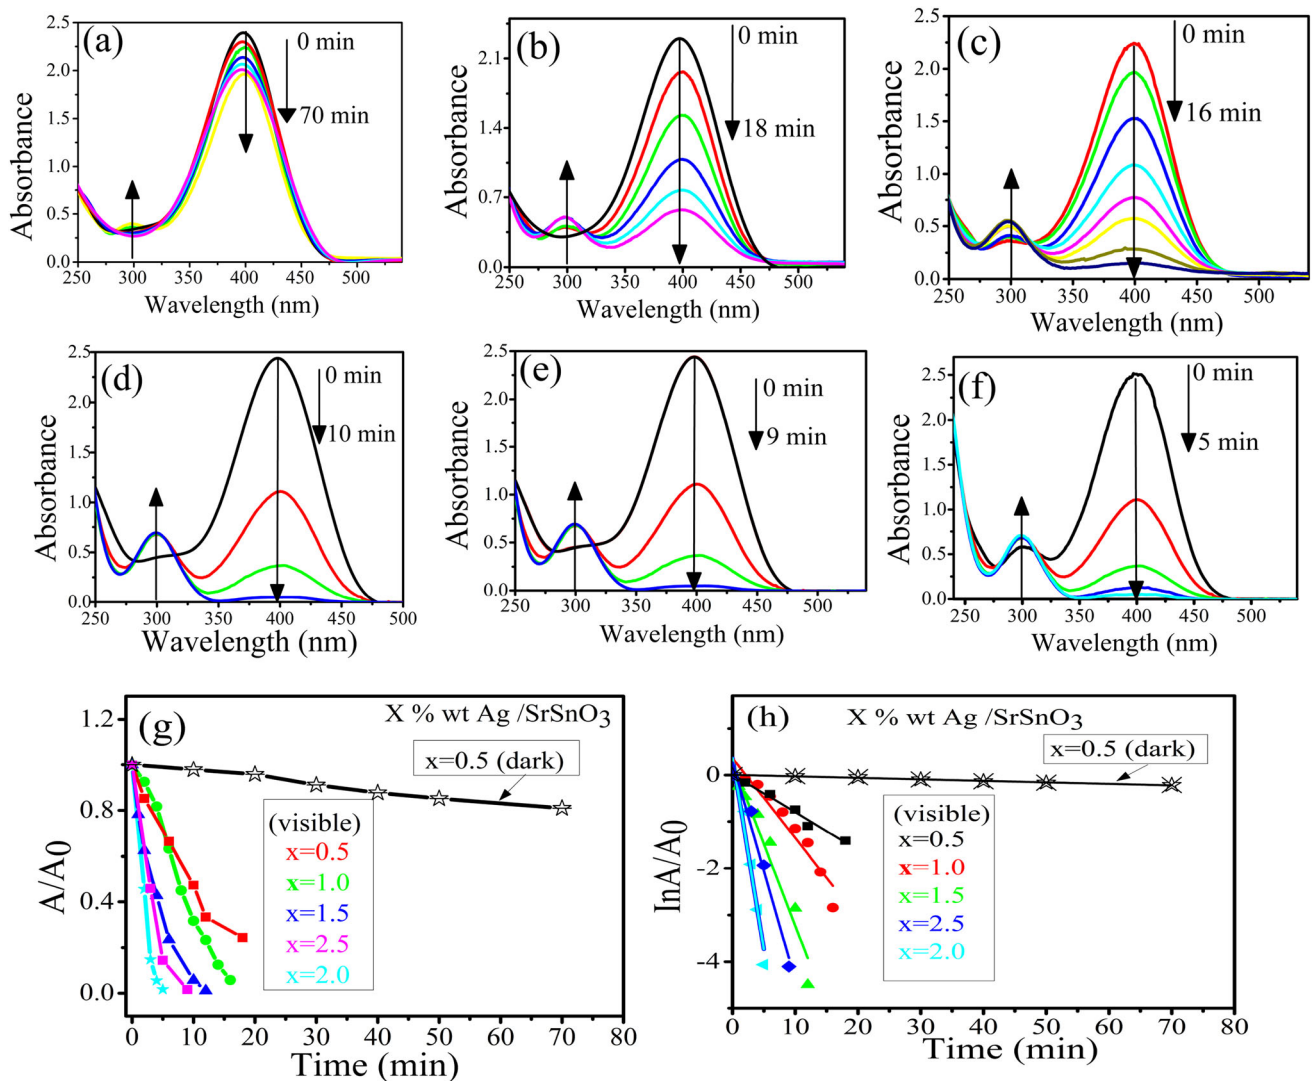 (a)
0 min
70 min
Absorbance
2.5
2.0
1.5
1.0
0.5
0.0
250 300 350 400 450 500
Wavelength (nm)
(b)
0 min
18 min
Absorbance
2.1
1.4
0.7
0.0
250 300 350 400 450 500
Wavelength (nm)
(c)
0 min
16 min
Absorbance
2.5
2.0
1.5
1.0
0.5
0.0
250 300 350 400 450 500
Wavelength (nm)
(d)
0 min
10 min
Absorbance
2.5
2.0
1.5
1.0
0.5
0.0
250 300 350 400 450 500
Wavelength (nm)
(e)
0 min
9 min
Absorbance
2.5
2.0
1.5
1.0
0.5
0.0
250 300 350 400 450 500
Wavelength (nm)
(f)
0 min
5 min
Absorbance
2.5
2.0
1.5
1.0
0.5
0.0
250 300 350 400 450 500
Wavelength (nm)
(g)
X % wt Ag /SrSnO3
x=0.5 (dark)
(visible)
x=0.5
x=1.0
x=1.5
x=2.5
x=2.0
A/A0
1.2
0.8
0.4
0.0
0 10 20 30 40 50 60 70 80
Time (min)
(h)
X % wt Ag /SrSnO3
x=0.5 (dark)
(visible)
x=0.5
x=1.0
x=1.5
x=2.5
x=2.0
lnA/A0
0
-2
-4
0 10 20 30 40 50 60 70 80
Time (min)